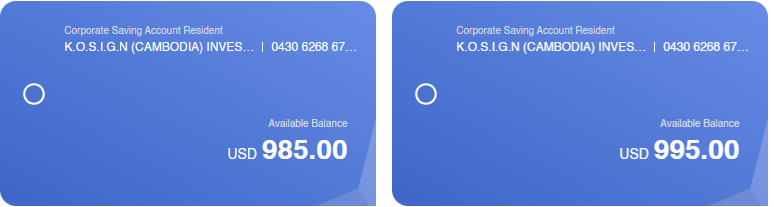 Corporate Saving Account Resident
K.O.S.I.G.N (CAMBODIA) INVES... | 0430 6268 67...
Available Balance
USD 985.00
Corporate Saving Account Resident
K.O.S.I.G.N (CAMBODIA) INVES... | 0430 6268 67...
Available Balance
USD 995.00